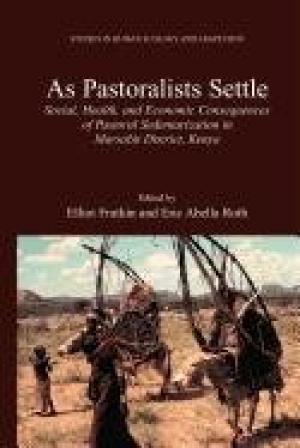 STUDIES IN HUMAN ECOLOGY AND ADAPTATION
As Pastoralists Settle
Social, Health, and Economic Consequences
of Pastoral Sedentarization in
Marsabit District, Kenya
Edited by
Elliot Fratkin and Eric Abella Roth